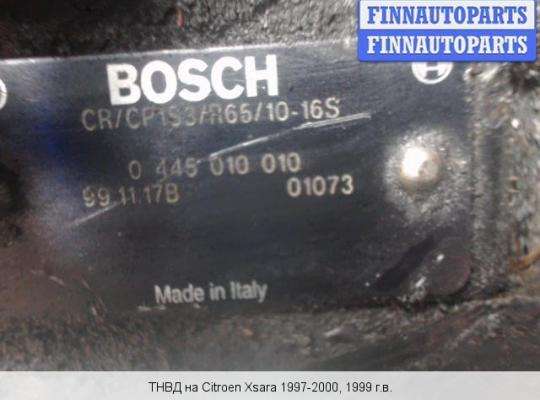 FINNAUTOPARTS
FINNAUTOPARTS
BOSCH
CR/CP1S3/R65/10-16S
0 445 010 010
99.11.17B 01073
Made in Italy
ТНВД на Citroen Xsara 1997-2000, 1999 г.в.